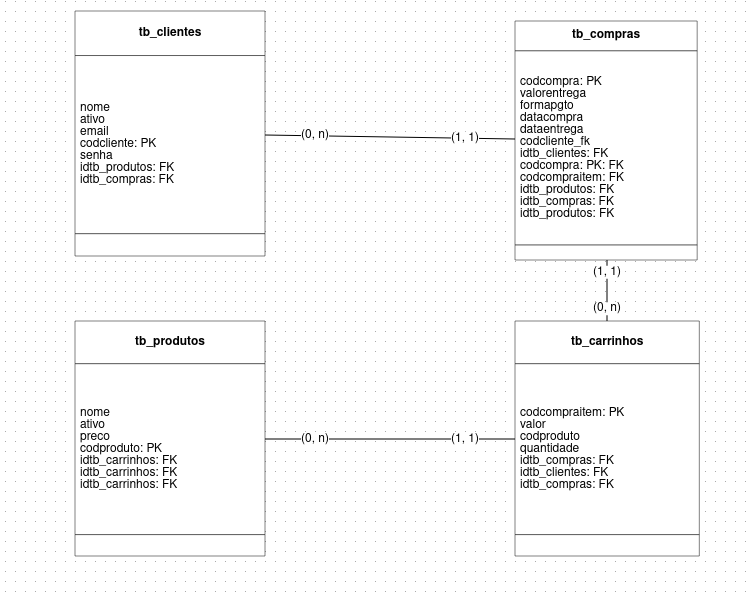 tb_clientes
nome
ativo
email
codcliente: PK
senha
idtb_produtos: FK
idtb_compras: FK
(0, n)
(1, 1)
tb_compras
codcompra: PK
valorentrega
formapgto
datacompra
dataentrega
codcliente_fk
idtb_clientes: FK
codcompra: PK: FK
codcompraitem: FK
idtb_produtos: FK
idtb_compras: FK
idtb_produtos: FK
(1, 1)
(0, n)
tb_produtos
nome
ativo
preco
codproduto: PK
idtb_carrinhos: FK
idtb_carrinhos: FK
idtb_carrinhos: FK
(0, n)
(1, 1)
tb_carrinhos
codcompraitem: PK
valor
codproduto
quantidade
idtb_compras: FK
idtb_clientes: FK
idtb_compras: FK